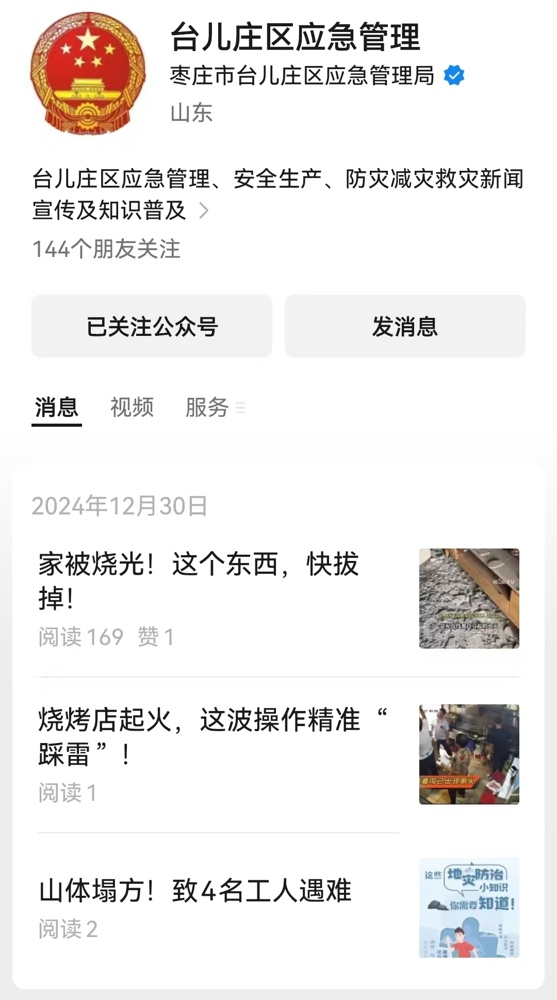 台儿庄区应急管理
枣庄市台儿庄区应急管理局
山东
台儿庄区应急管理、安全生产、防灾减灾救灾新闻
宣传及知识普及
144个朋友关注
已关注公众号
发消息
消息
视频
服务
2024年12月30日
家被烧光！这个东西，快拔
掉！
阅读 169 赞 1
烧烤店起火，这波操作精准“
踩雷”！
阅读 1
道内已出现明火
山体塌方！致4名工人遇难
阅读 2
这些
地灾防治
小知识
你需要知道！